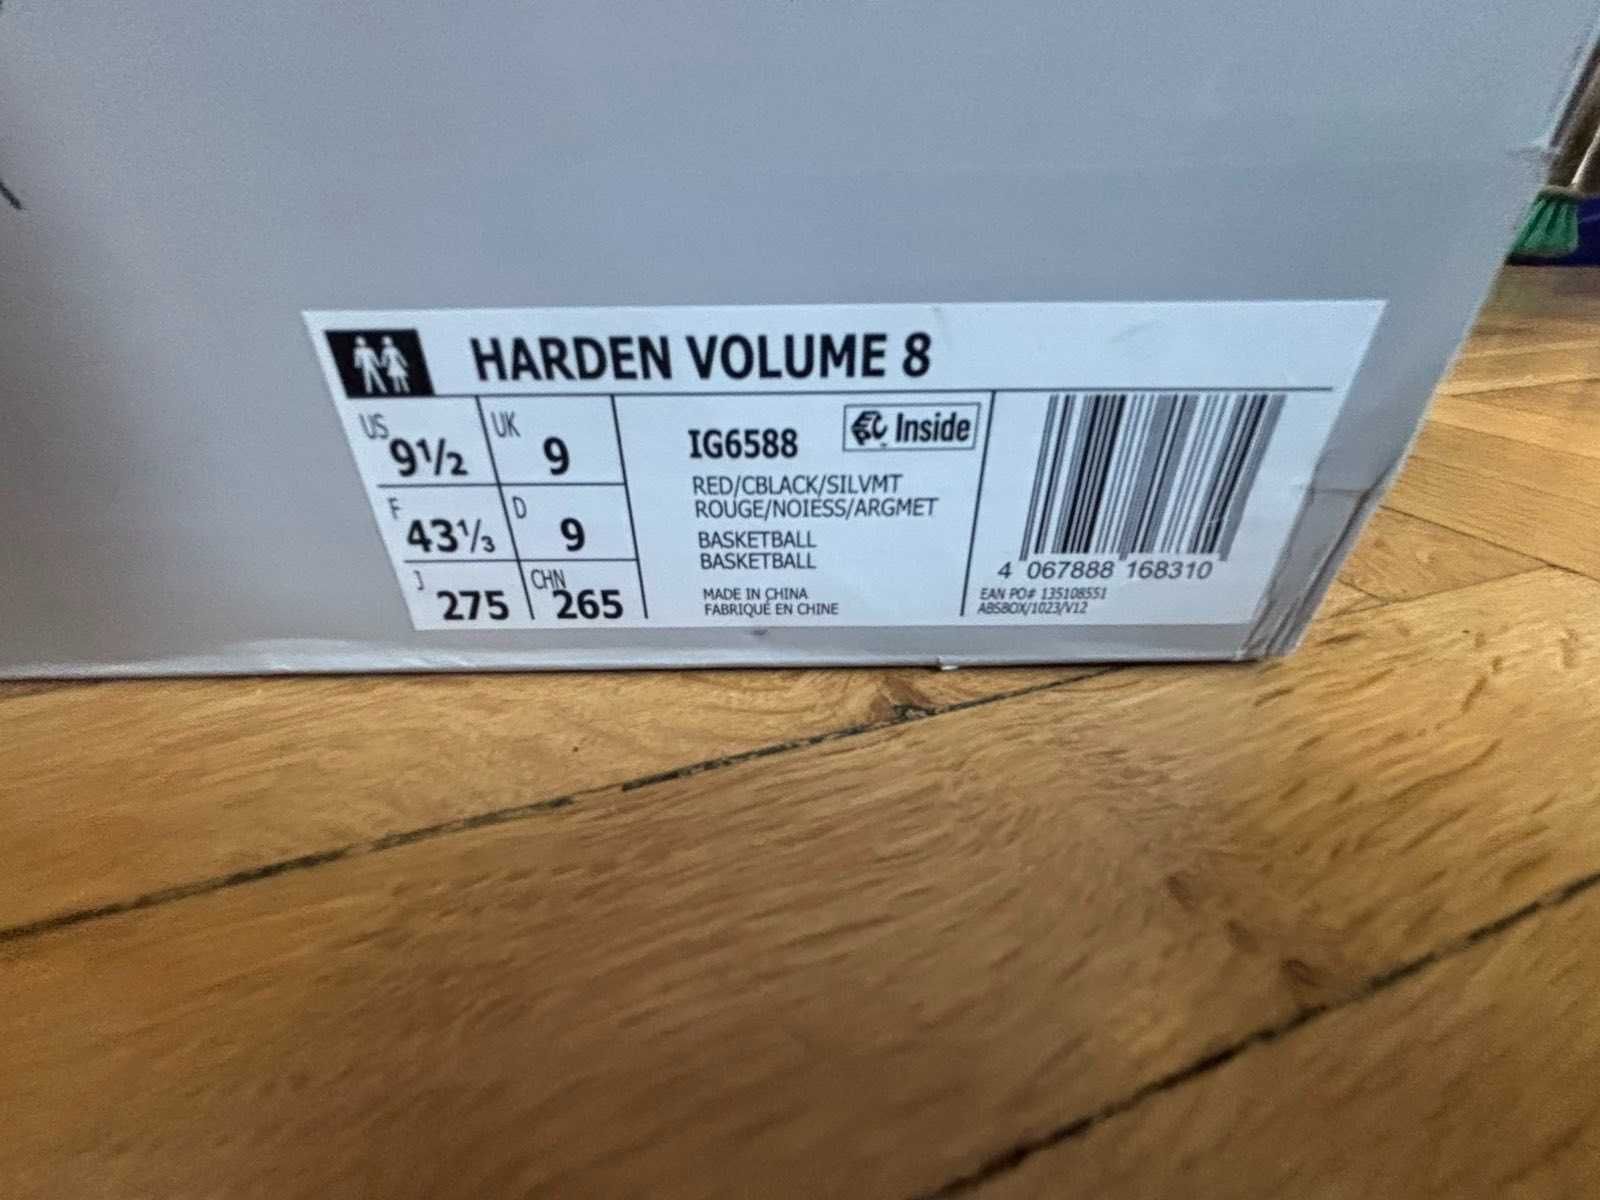 HARDEN VOLUME 8
US 9½
UK 9
F 43⅓
D 9
J 275
CHN 265
IG6588
Inside
RED/CBLACK/SILVMT
ROUGE/NOIESS/ARGMET
BASKETBALL
BASKETBALL
MADE IN CHINA
FABRIQUÉ EN CHINE
4 067888 168310
EAN PO# 135108551
ABSBOX/1023/V12